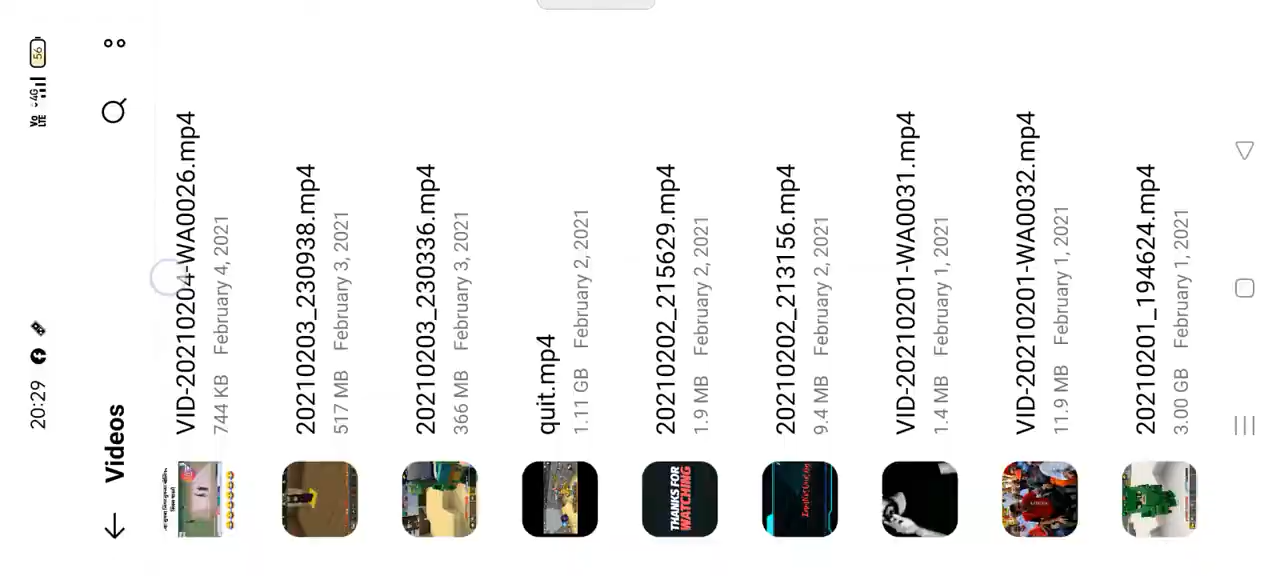 20:29
Vo LTE 4G 56
Videos
VID-20210204-WA0026.mp4
744 KB February 4, 2021
20210203_230938.mp4
517 MB February 3, 2021
20210203_230336.mp4
366 MB February 3, 2021
quit.mp4
1.11 GB February 2, 2021
THANKS FOR
WATCHING
20210202_215629.mp4
1.9 MB February 2, 2021
20210202_213156.mp4
9.4 MB February 2, 2021
VID-20210201-WA0031.mp4
1.4 MB February 1, 2021
VID-20210201-WA0032.mp4
11.9 MB February 1, 2021
20210201_194624.mp4
3.00 GB February 1, 2021